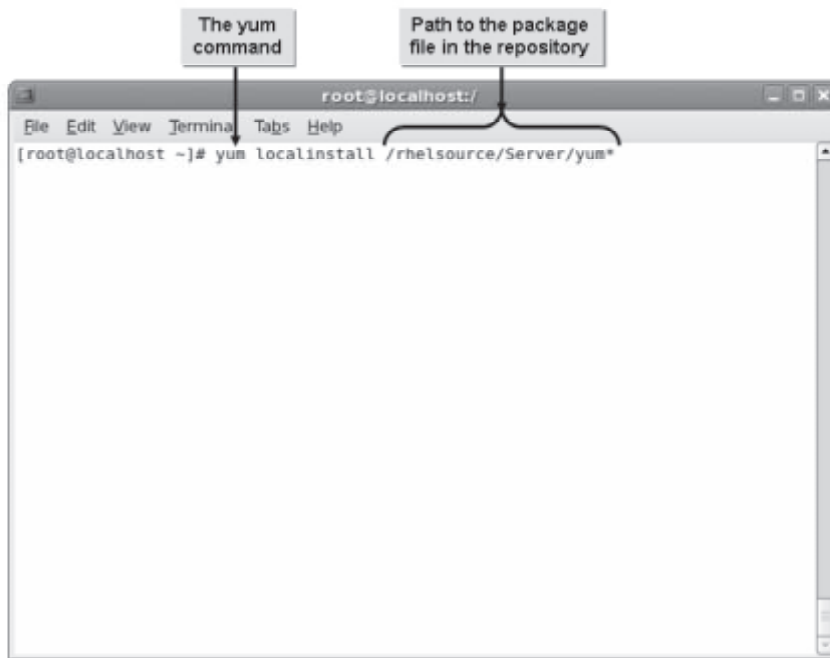 The yum
command
Path to the package
file in the repository
root@localhost:/
File Edit View Terminal Tabs Help
[root@localhost ~]# yum localinstall /rhelsource/Server/yum*